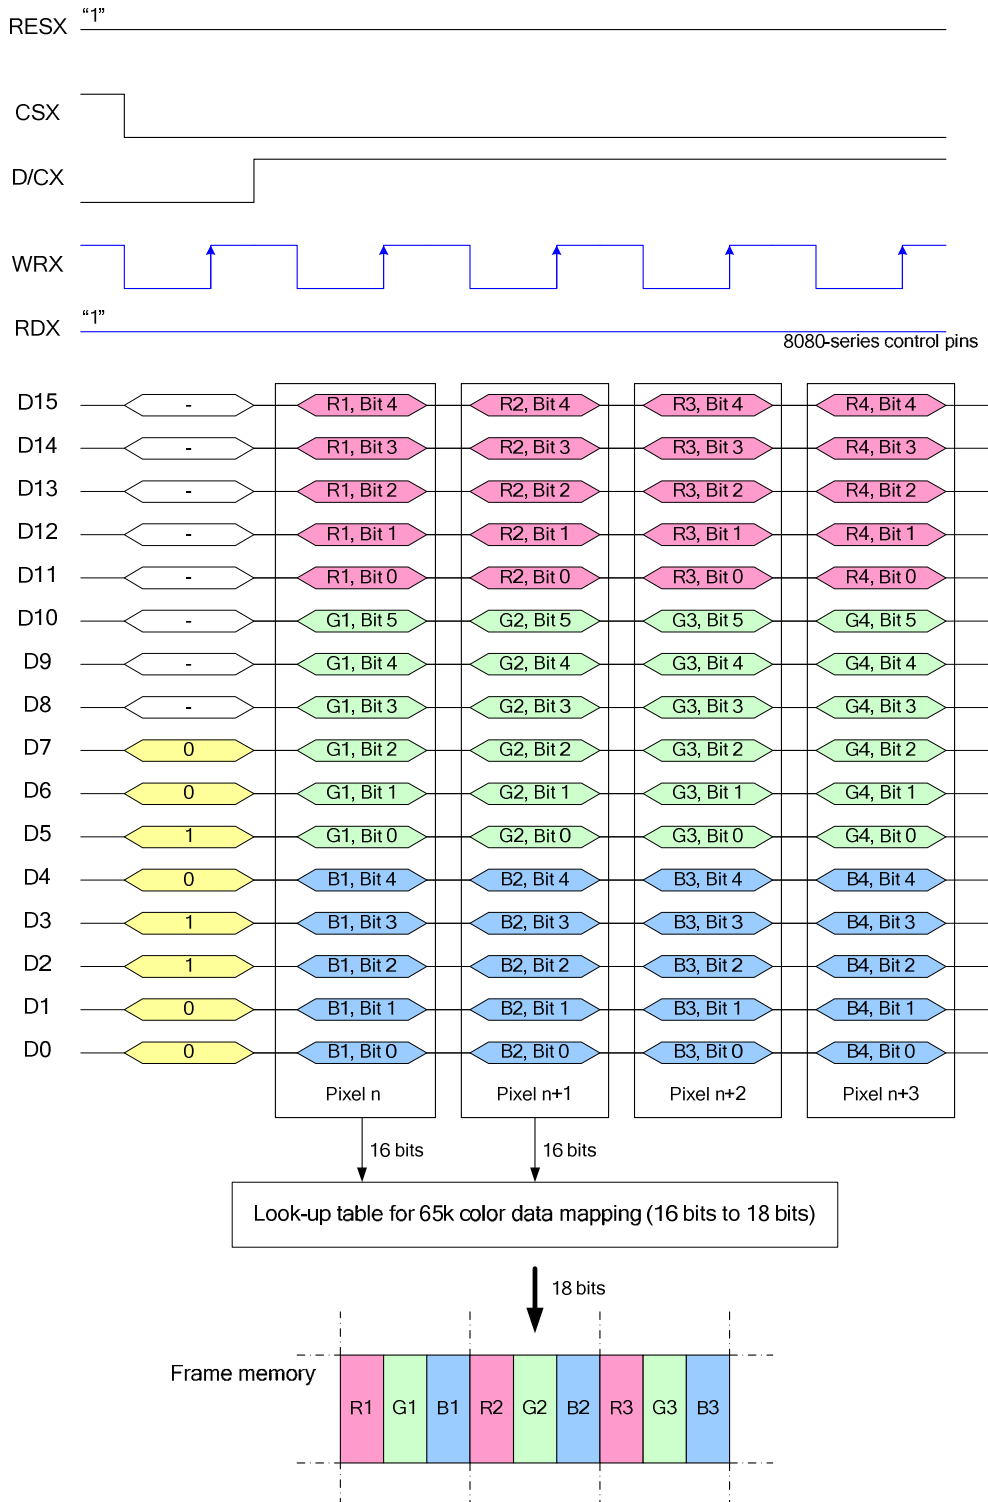 RESX “1”
CSX
D/CX
WRX
RDX “1”
8080-series control pins
D15 - R1, Bit 4 R2, Bit 4 R3, Bit 4 R4, Bit 4
D14 - R1, Bit 3 R2, Bit 3 R3, Bit 3 R4, Bit 3
D13 - R1, Bit 2 R2, Bit 2 R3, Bit 2 R4, Bit 2
D12 - R1, Bit 1 R2, Bit 1 R3, Bit 1 R4, Bit 1
D11 - R1, Bit 0 R2, Bit 0 R3, Bit 0 R4, Bit 0
D10 - G1, Bit 5 G2, Bit 5 G3, Bit 5 G4, Bit 5
D9 - G1, Bit 4 G2, Bit 4 G3, Bit 4 G4, Bit 4
D8 - G1, Bit 3 G2, Bit 3 G3, Bit 3 G4, Bit 3
D7 0 G1, Bit 2 G2, Bit 2 G3, Bit 2 G4, Bit 2
D6 0 G1, Bit 1 G2, Bit 1 G3, Bit 1 G4, Bit 1
D5 1 G1, Bit 0 G2, Bit 0 G3, Bit 0 G4, Bit 0
D4 0 B1, Bit 4 B2, Bit 4 B3, Bit 4 B4, Bit 4
D3 1 B1, Bit 3 B2, Bit 3 B3, Bit 3 B4, Bit 3
D2 1 B1, Bit 2 B2, Bit 2 B3, Bit 2 B4, Bit 2
D1 0 B1, Bit 1 B2, Bit 1 B3, Bit 1 B4, Bit 1
D0 0 B1, Bit 0 B2, Bit 0 B3, Bit 0 B4, Bit 0
Pixel n Pixel n+1 Pixel n+2 Pixel n+3
16 bits 16 bits
Look-up table for 65k color data mapping (16 bits to 18 bits)
18 bits
Frame memory
R1 G1 B1 R2 G2 B2 R3 G3 B3